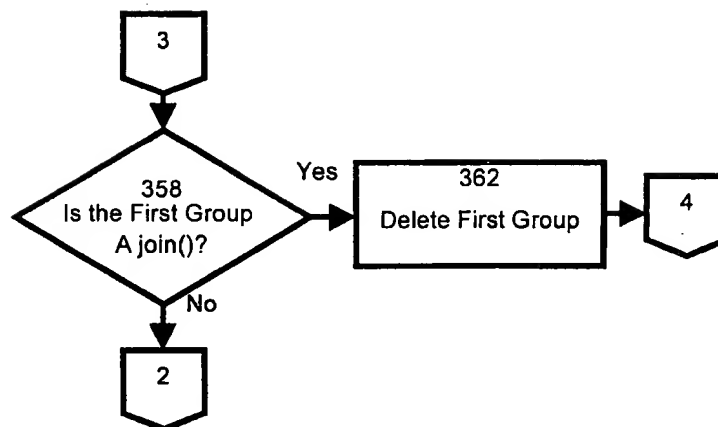 3
358
Is the First Group
A join()?
Yes
362
Delete First Group
4
No
2